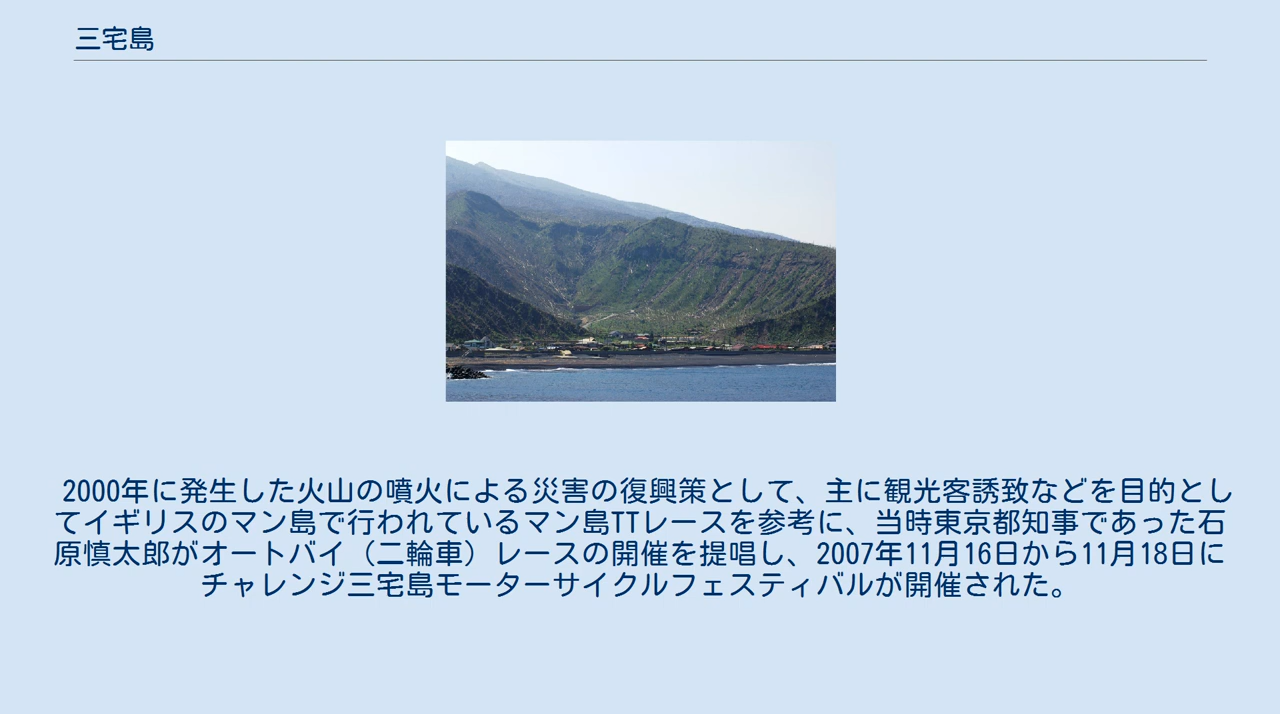 三宅島
2000年に発生した火山の噴火による災害の復興策として、主に観光客誘致などを目的とし
てイギリスのマン島で行われているマン島TTレースを参考に、当時東京都知事であった石
原慎太郎がオートバイ（二輪車）レースの開催を提唱し、2007年11月16日から11月18日に
チャレンジ三宅島モーターサイクルフェスティバルが開催された。